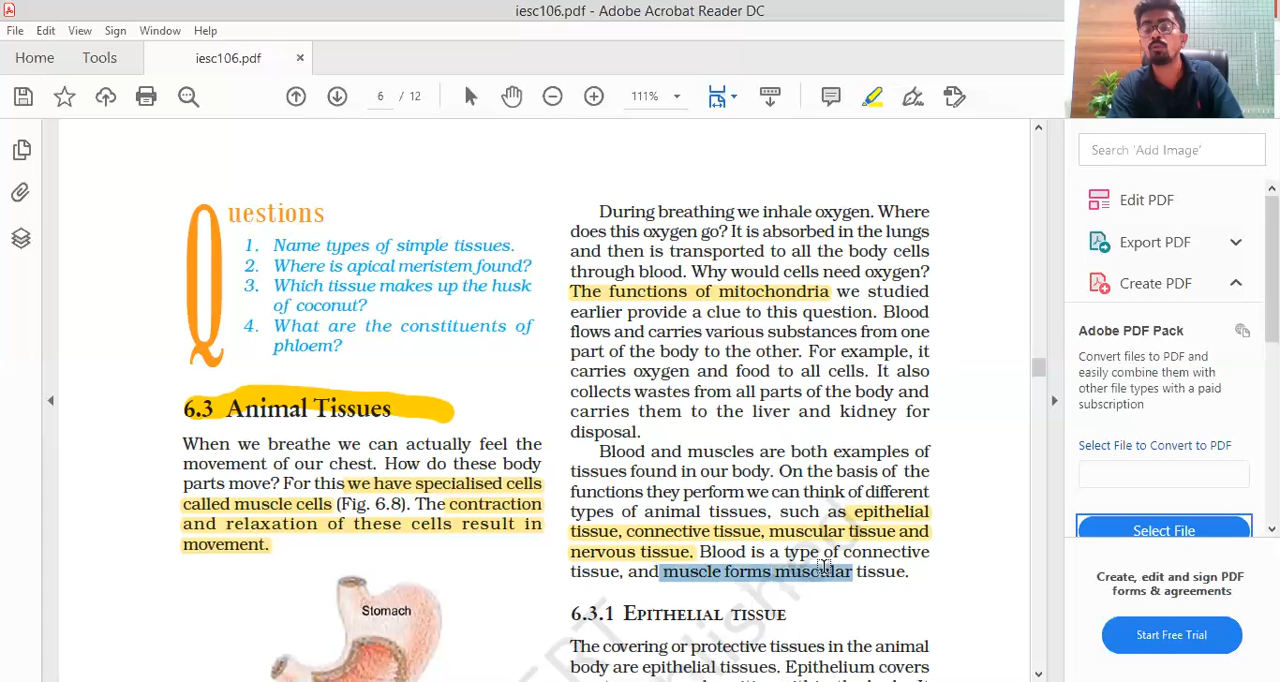 iesc106.pdf - Adobe Acrobat Reader DC
File Edit View Sign Window Help
Home Tools iesc106.pdf ×
6 / 12 111%
Questions
1. Name types of simple tissues.
2. Where is apical meristem found?
3. Which tissue makes up the husk
of coconut?
4. What are the constituents of
phloem?
6.3 Animal Tissues
When we breathe we can actually feel the
movement of our chest. How do these body
parts move? For this we have specialised cells
called muscle cells (Fig. 6.8). The contraction
and relaxation of these cells result in
movement.
Stomach
During breathing we inhale oxygen. Where
does this oxygen go? It is absorbed in the lungs
and then is transported to all the body cells
through blood. Why would cells need oxygen?
The functions of mitochondria we studied
earlier provide a clue to this question. Blood
flows and carries various substances from one
part of the body to the other. For example, it
carries oxygen and food to all cells. It also
collects wastes from all parts of the body and
carries them to the liver and kidney for
disposal.
Blood and muscles are both examples of
tissues found in our body. On the basis of the
functions they perform we can think of different
types of animal tissues, such as epithelial
tissue, connective tissue, muscular tissue and
nervous tissue. Blood is a type of connective
tissue, and muscle forms muscular tissue.
6.3.1 EPITHELIAL TISSUE
The covering or protective tissues in the animal
body are epithelial tissues. Epithelium covers
Search 'Add Image'
Edit PDF
Export PDF
Create PDF
Adobe PDF Pack
Convert files to PDF and
easily combine them with
other file types with a paid
subscription
Select File to Convert to PDF
Select File
Create, edit and sign PDF
forms & agreements
Start Free Trial